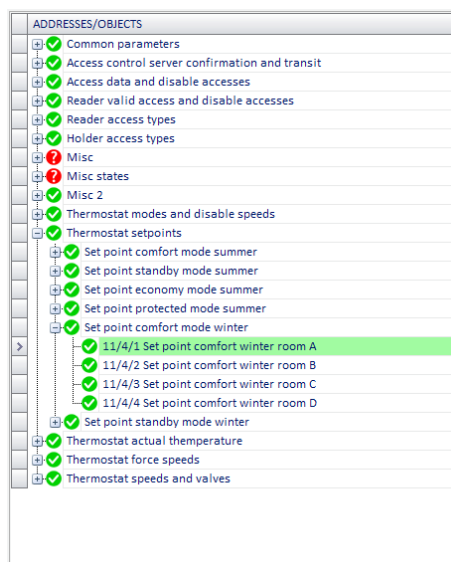 ADDRESSES/OBJECTS
Common parameters
Access control server confirmation and transit
Access data and disable accesses
Reader valid access and disable accesses
Reader access types
Holder access types
Misc
Misc states
Misc 2
Thermostat modes and disable speeds
Thermostat setpoints
Set point comfort mode summer
Set point standby mode summer
Set point economy mode summer
Set point protected mode summer
Set point comfort mode winter
11/4/1 Set point comfort winter room A
11/4/2 Set point comfort winter room B
11/4/3 Set point comfort winter room C
11/4/4 Set point comfort winter room D
Set point standby mode winter
Thermostat actual themperature
Thermostat force speeds
Thermostat speeds and valves